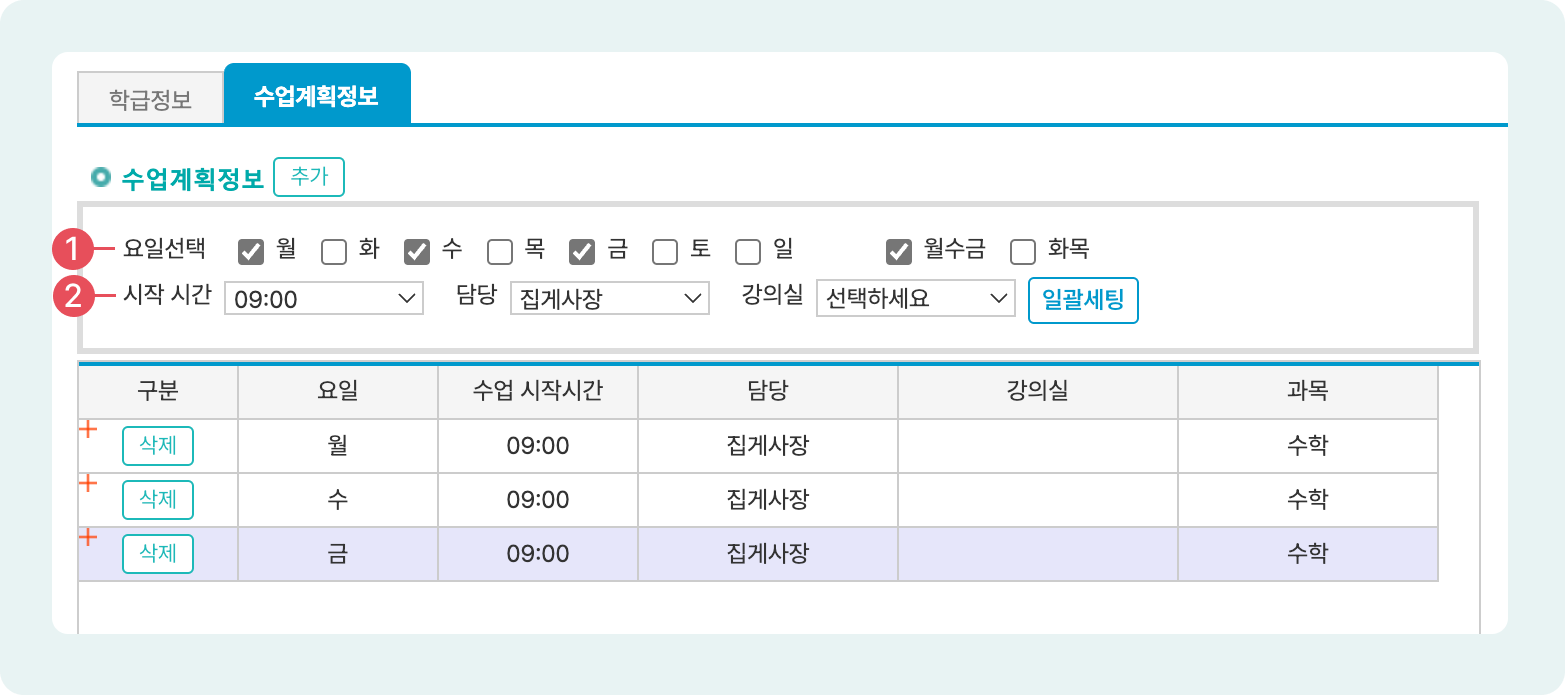 학급정보 수업계획정보
수업계획정보 추가
1 요일선택 월 화 수 목 금 토 일 월수금 화목
2 시작 시간 09:00 담당 집게사장 강의실 선택하세요 일괄세팅
구분 요일 수업 시작시간 담당 강의실 과목
삭제 월 09:00 집게사장 수학
삭제 수 09:00 집게사장 수학
삭제 금 09:00 집게사장 수학